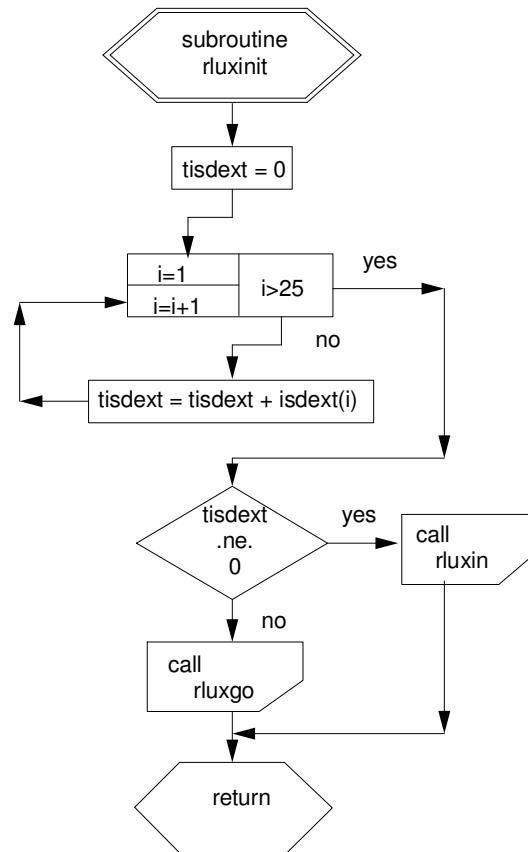 subroutine
rluxinit
tisdext = 0
i=1
i=i+1
i>25
yes
no
tisdext = tisdext + isdext(i)
tisdext
.ne.
0
yes
call
rluxin
no
call
rluxgo
return